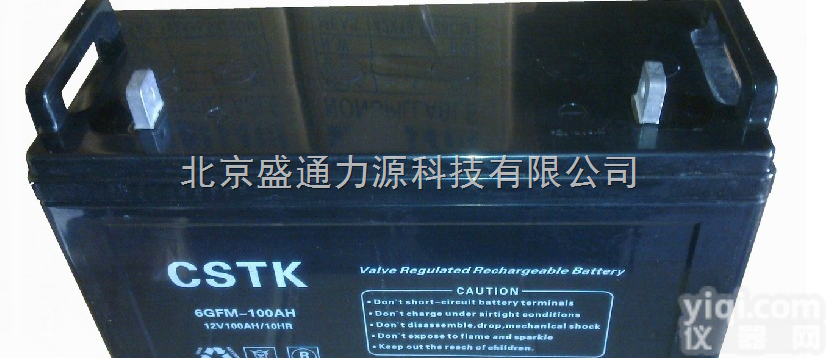 NONSPILLABLE
北京盛通力源科技有限公司
CSTK
Valve Regulated Rechargeable Battery
6GFM-100AH
12V100AH/10HR
CAUTION
• Don't short-circuit battery terminals
• Don't charge under airtight conditions
• Don't disassemble,drop,mechanical shock
• Don't expose to flame and sparkle
• Keep out the reach of children.
yiqi.com
仪器网